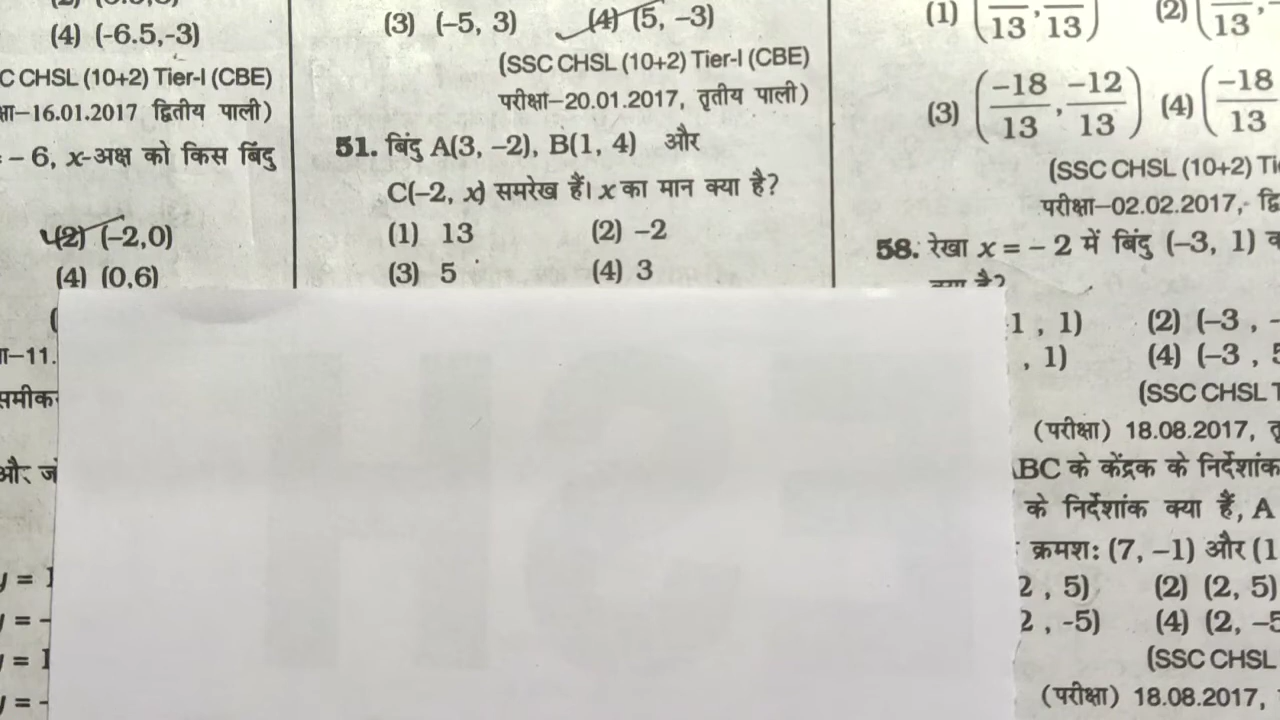 (4) (-6.5,-3)
C CHSL (10+2) Tier-I (CBE)
क्षा–16.01.2017 द्वितीय पाली)
– 6, x-अक्ष को किस बिंदु
(2) (–2,0)
(4) (0,6)
–11.
समीक
और
y =
y = –
y =
y = –
(3) (–5, 3) (4) (5, –3)
(SSC CHSL (10+2) Tier-I (CBE)
परीक्षा–20.01.2017, तृतीय पाली)
51. बिंदु A(3, –2), B(1, 4) और
C(–2, x) समरेख हैं। x का मान क्या है?
(1) 13 (2) –2
(3) 5 (4) 3
(1) ( /13, /13) (2) ( /13,
(3) (–18/13, –12/13) (4) (–18/13
(SSC CHSL (10+2)
परीक्षा–02.02.2017,
58. रेखा x = – 2 में बिंदु (–3, 1)
क्या है?
1 , 1) (2) (–3 ,
, 1) (4) (–3 ,
(SSC CHSL
(परीक्षा) 18.08.2017,
BC के केंद्रक के निर्देशांक
के निर्देशांक क्या हैं, A
क्रमशः (7, –1) और (1
2 , 5) (2) (2, 5)
2 , -5) (4) (2, –5
(SSC CHSL
(परीक्षा) 18.08.2017,